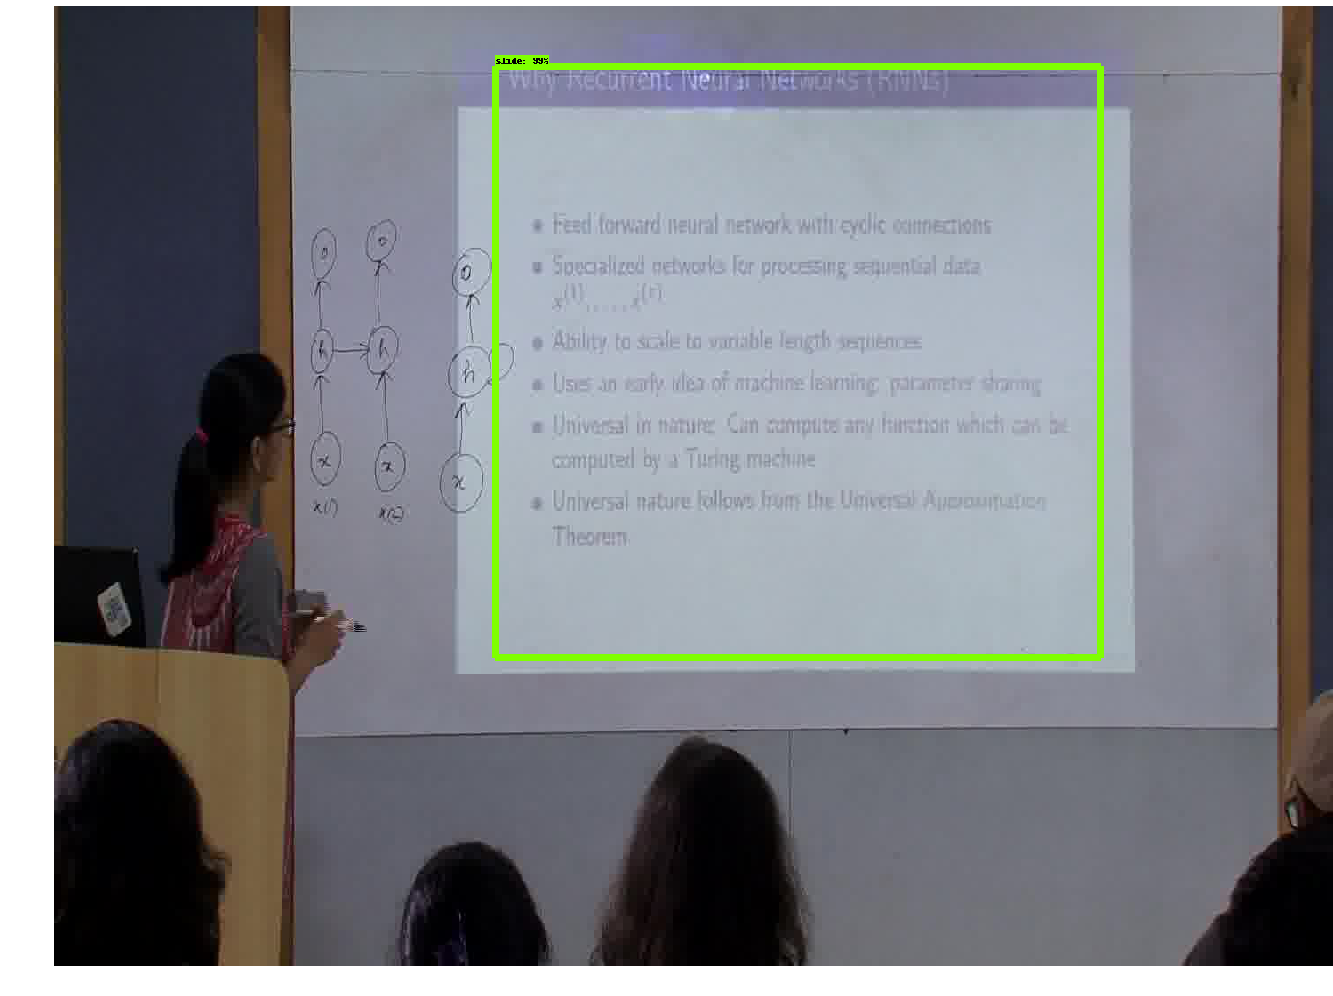 slide: 99%
Why Recurrent Neural Networks (RNNs)
Feed forward neural network with cyclic connections
Specialized networks for processing sequential data
x(1), . . . , x(τ)
Ability to scale to variable length sequences
Uses an early idea of machine learning: parameter sharing
Universal in nature: Can compute any function which can be
computed by a Turing machine
Universal nature follows from the Universal Approximation
Theorem
o o o
h h h
x x x
x(1) x(2)